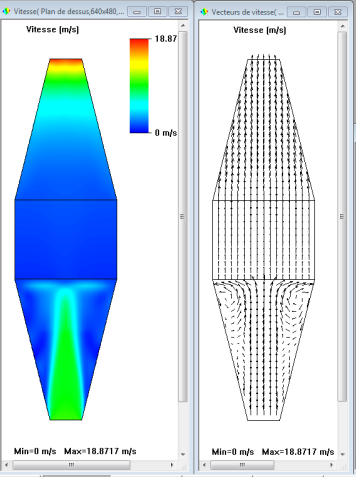 Vitesse( Plan de dessus,640x480,...
Vitesse (m/s)
18.87
0 m/s
Min=0 m/s Max=18.8717 m/s
Vecteurs de vitesse( ...
Vitesse (m/s)
Min=0 m/s Max=18.8717 m/s